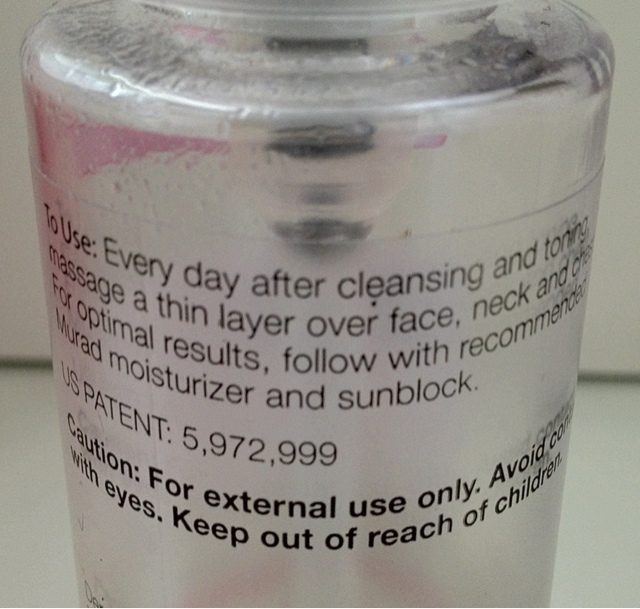 To Use: Every day after cleansing and toning,
massage a thin layer over face, neck and
For optimal results, follow with recommended
Murad moisturizer and sunblock.
US PATENT: 5,972,999
Caution: For external use only. Avoid
with eyes. Keep out of reach of children.